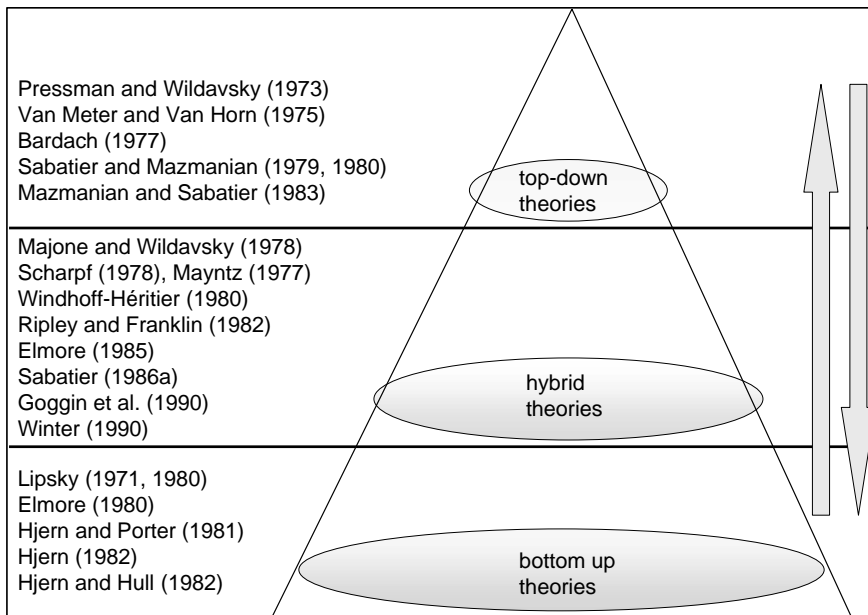 Pressman and Wildavsky (1973)
Van Meter and Van Horn (1975)
Bardach (1977)
Sabatier and Mazmanian (1979, 1980)
Mazmanian and Sabatier (1983)
top-down
theories
Majone and Wildavsky (1978)
Scharpf (1978), Mayntz (1977)
Windhoff-Héritier (1980)
Ripley and Franklin (1982)
Elmore (1985)
Sabatier (1986a)
Goggin et al. (1990)
Winter (1990)
hybrid
theories
Lipsky (1971, 1980)
Elmore (1980)
Hjern and Porter (1981)
Hjern (1982)
Hjern and Hull (1982)
bottom up
theories